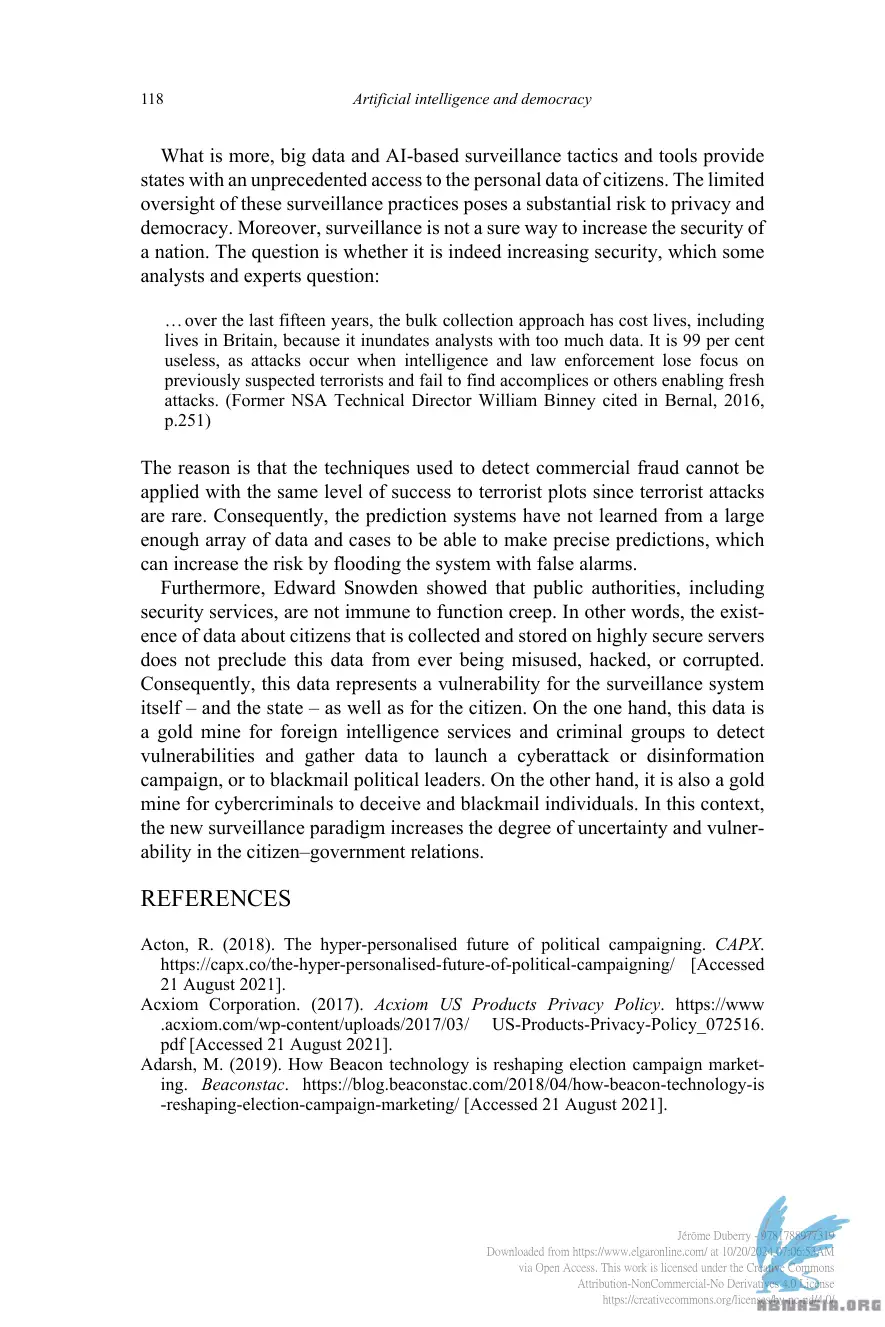 118 Artificial intelligence and democracy
What is more, big data and AI-based surveillance tactics and tools provide
states with an unprecedented access to the personal data of citizens. The limited
oversight of these surveillance practices poses a substantial risk to privacy and
democracy. Moreover, surveillance is not a sure way to increase the security of
a nation. The question is whether it is indeed increasing security, which some
analysts and experts question:
… over the last fifteen years, the bulk collection approach has cost lives, including
lives in Britain, because it inundates analysts with too much data. It is 99 per cent
useless, as attacks occur when intelligence and law enforcement lose focus on
previously suspected terrorists and fail to find accomplices or others enabling fresh
attacks. (Former NSA Technical Director William Binney cited in Bernal, 2016,
p.251)
The reason is that the techniques used to detect commercial fraud cannot be
applied with the same level of success to terrorist plots since terrorist attacks
are rare. Consequently, the prediction systems have not learned from a large
enough array of data and cases to be able to make precise predictions, which
can increase the risk by flooding the system with false alarms.
Furthermore, Edward Snowden showed that public authorities, including
security services, are not immune to function creep. In other words, the exist-
ence of data about citizens that is collected and stored on highly secure servers
does not preclude this data from ever being misused, hacked, or corrupted.
Consequently, this data represents a vulnerability for the surveillance system
itself – and the state – as well as for the citizen. On the one hand, this data is
a gold mine for foreign intelligence services and criminal groups to detect
vulnerabilities and gather data to launch a cyberattack or disinformation
campaign, or to blackmail political leaders. On the other hand, it is also a gold
mine for cybercriminals to deceive and blackmail individuals. In this context,
the new surveillance paradigm increases the degree of uncertainty and vulner-
ability in the citizen–government relations.
REFERENCES
Acton, R. (2018). The hyper-personalised future of political campaigning. CAPX.
https://capx.co/the-hyper-personalised-future-of-political-campaigning/ [Accessed
21 August 2021].
Acxiom Corporation. (2017). Acxiom US Products Privacy Policy. https://www
.acxiom.com/wp-content/uploads/2017/03/ US-Products-Privacy-Policy_072516.
pdf [Accessed 21 August 2021].
Adarsh, M. (2019). How Beacon technology is reshaping election campaign market-
ing. Beaconstac. https://blog.beaconstac.com/2018/04/how-beacon-technology-is
-reshaping-election-campaign-marketing/ [Accessed 21 August 2021].
Jérôme Duberry - 9781788977319
Downloaded from https://www.elgaronline.com/ at 10/20/2024 07:06:53AM
via Open Access. This work is licensed under the Creative Commons
Attribution-NonCommercial-No Derivatives 4.0 License
https://creativecommons.org/licenses/by-nc-nd/4.0/
ABTNASIA.ORG